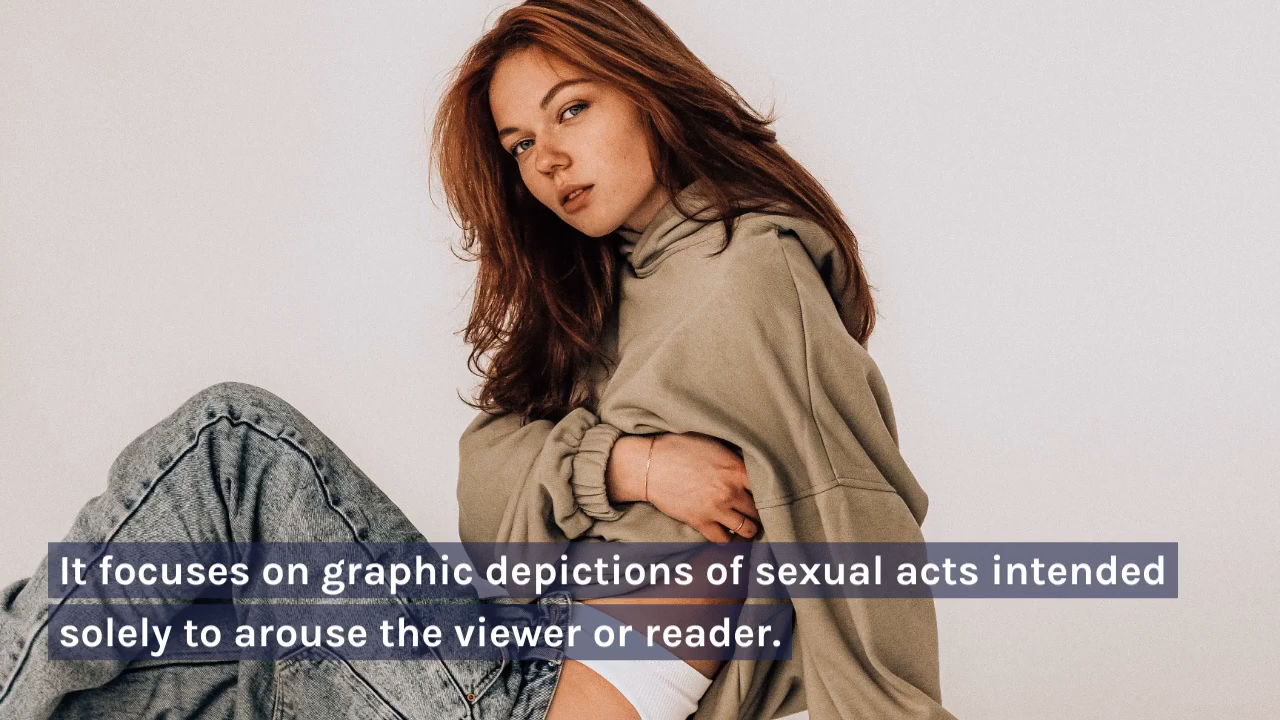 It focuses on graphic depictions of sexual acts intended
solely to arouse the viewer or reader.